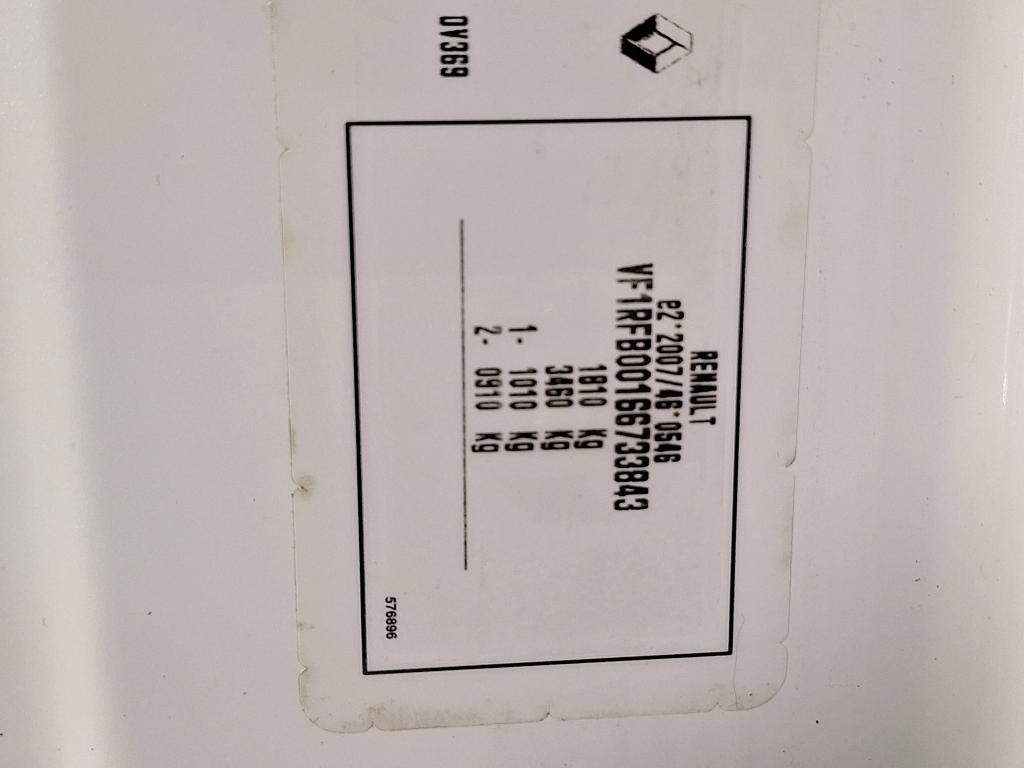 RENAULT
e2*2007/46*0546
VF1RFB00166733843
1810 Kg
3460 Kg
1- 1010 Kg
2- 0910 Kg
DV369
576896